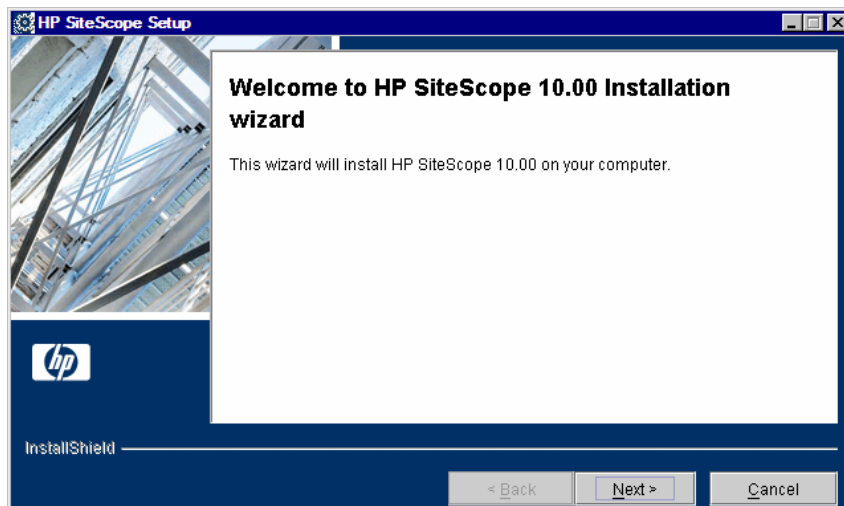 HP SiteScope Setup
Welcome to HP SiteScope 10.00 Installation
wizard
This wizard will install HP SiteScope 10.00 on your computer.
hp
InstallShield
< Back
Next >
Cancel